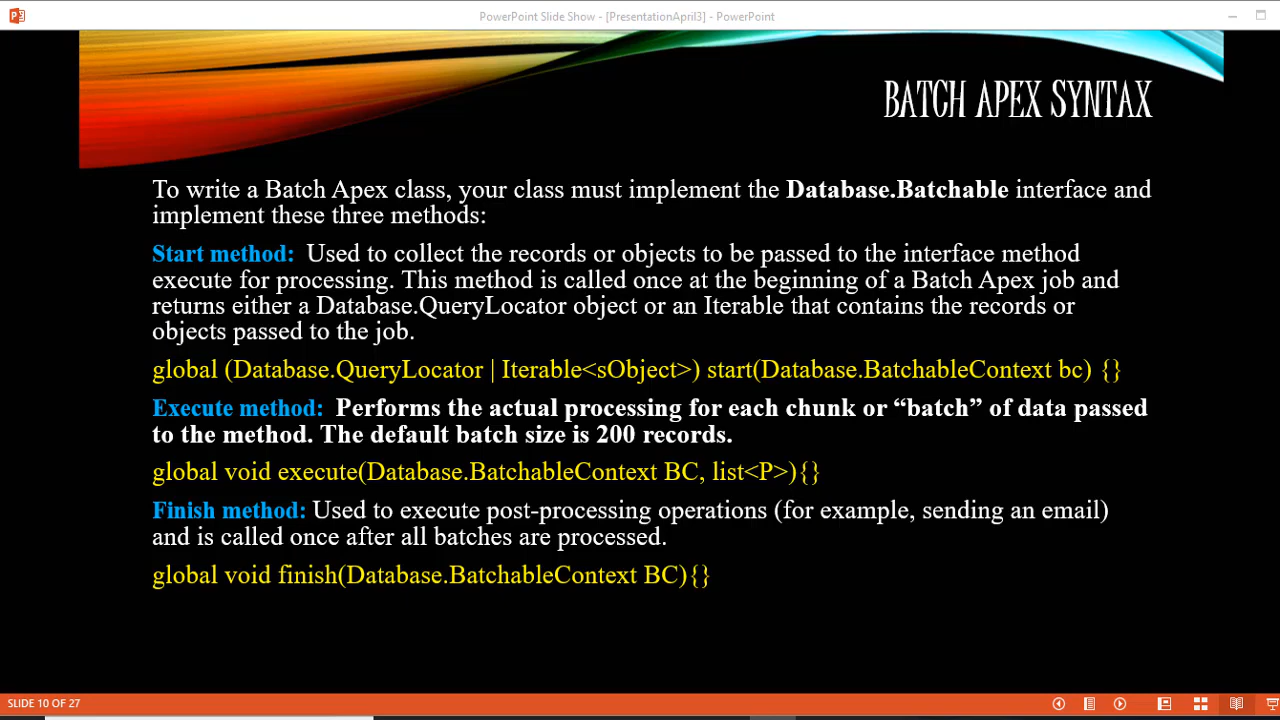 PowerPoint Slide Show - [PresentationApril3] - PowerPoint
BATCH APEX SYNTAX
To write a Batch Apex class, your class must implement the Database.Batchable interface and
implement these three methods:
Start method:  Used to collect the records or objects to be passed to the interface method
execute for processing. This method is called once at the beginning of a Batch Apex job and
returns either a Database.QueryLocator object or an Iterable that contains the records or
objects passed to the job.
global (Database.QueryLocator | Iterable<sObject>) start(Database.BatchableContext bc) {}
Execute method:  Performs the actual processing for each chunk or “batch” of data passed
to the method. The default batch size is 200 records.
global void execute(Database.BatchableContext BC, list<P>){}
Finish method: Used to execute post-processing operations (for example, sending an email)
and is called once after all batches are processed.
global void finish(Database.BatchableContext BC){}
SLIDE 10 OF 27